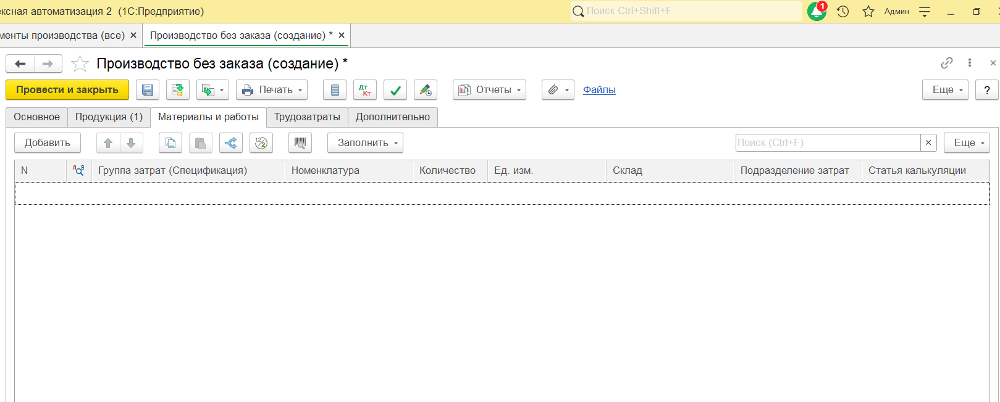 ексная автоматизация 2 (1С:Предприятие)
Поиск Ctrl+Shift+F
1
Админ
менты производства (все) ×
Производство без заказа (создание) * ×
Производство без заказа (создание) *
Провести и закрыть
Печать
Дт
Кт
Отчеты
Файлы
Еще
?
Основное
Продукция (1)
Материалы и работы
Трудозатраты
Дополнительно
Добавить
Заполнить
Поиск (Ctrl+F)
×
Еще
N
Группа затрат (Спецификация)
Номенклатура
Количество
Ед. изм.
Склад
Подразделение затрат
Статья калькуляции